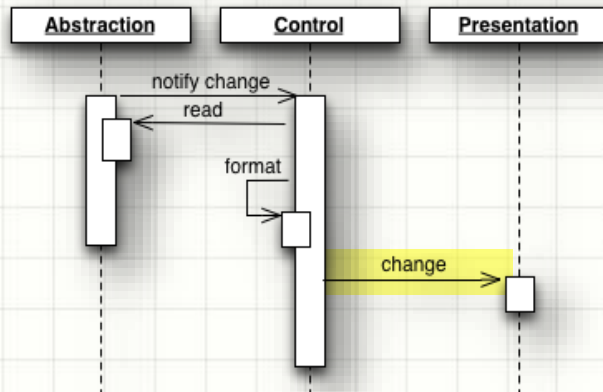 Abstraction
Control
Presentation
notify change
read
format
change